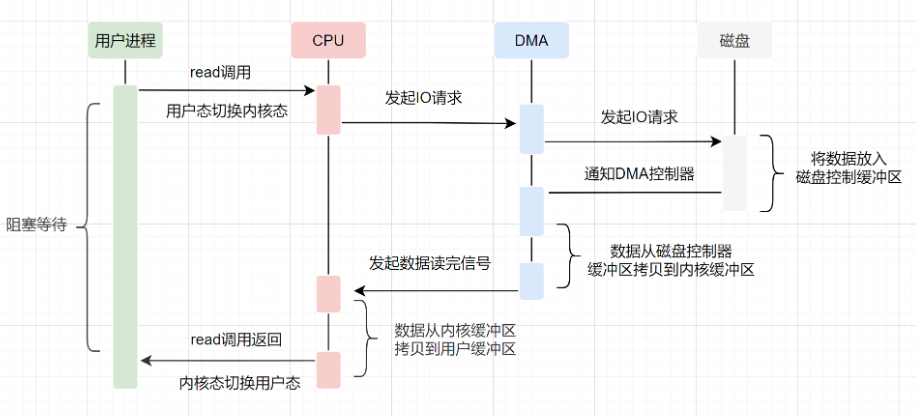 用户进程
CPU
DMA
磁盘
read调用
用户态切换内核态
发起IO请求
发起IO请求
通知DMA控制器
将数据放入
磁盘控制缓冲区
阻塞等待
数据从磁盘控制器
缓冲区拷贝到内核缓冲区
发起数据读完信号
数据从内核缓冲区
拷贝到用户缓冲区
read调用返回
内核态切换用户态